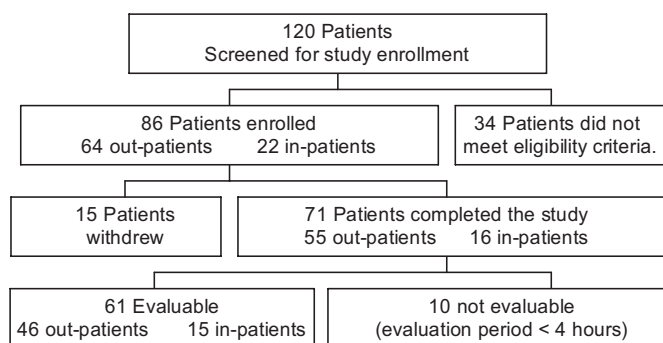 120 Patients
Screened for study enrollment
86 Patients enrolled
64 out-patients 22 in-patients
34 Patients did not
meet eligibility criteria.
15 Patients
withdrew
71 Patients completed the study
55 out-patients 16 in-patients
61 Evaluable
46 out-patients 15 in-patients
10 not evaluable
(evaluation period < 4 hours)